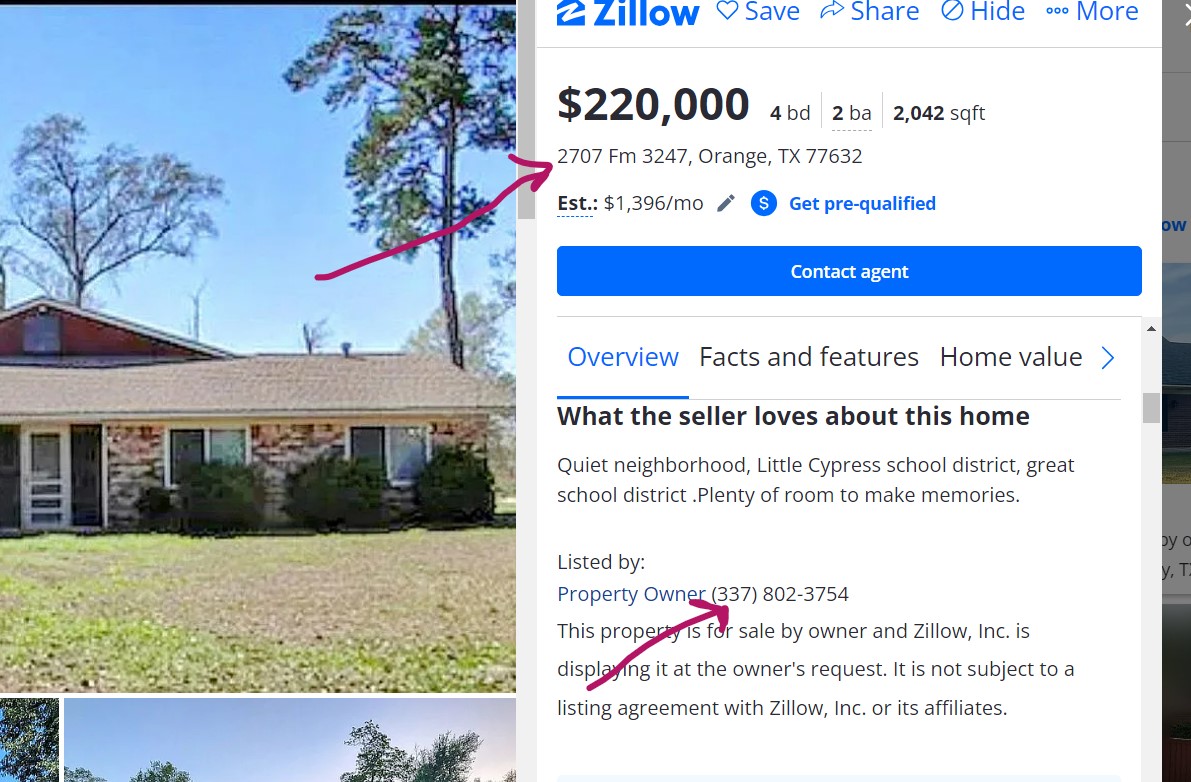 Zillow Save Share Hide More
$220,000 4 bd 2 ba 2,042 sqft
2707 Fm 3247, Orange, TX 77632
Est.: $1,396/mo $ Get pre-qualified
ow
Contact agent
Overview Facts and features Home value
What the seller loves about this home
Quiet neighborhood, Little Cypress school district, great
school district .Plenty of room to make memories.
by o
y, T
Listed by:
Property Owner (337) 802-3754
This property is for sale by owner and Zillow, Inc. is
displaying it at the owner's request. It is not subject to a
listing agreement with Zillow, Inc. or its affiliates.